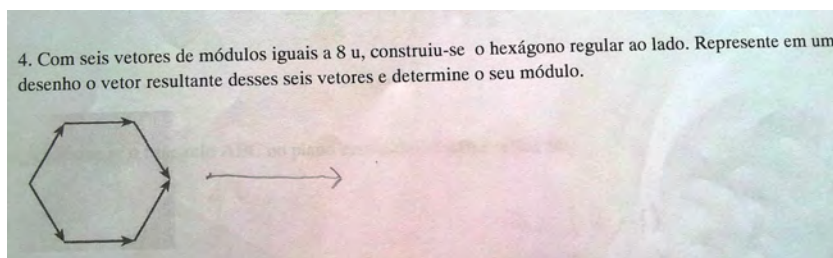 4. Com seis vetores de módulos iguais a 8 u, construiu-se o hexágono regular ao lado. Represente em um
desenho o vetor resultante desses seis vetores e determine o seu módulo.